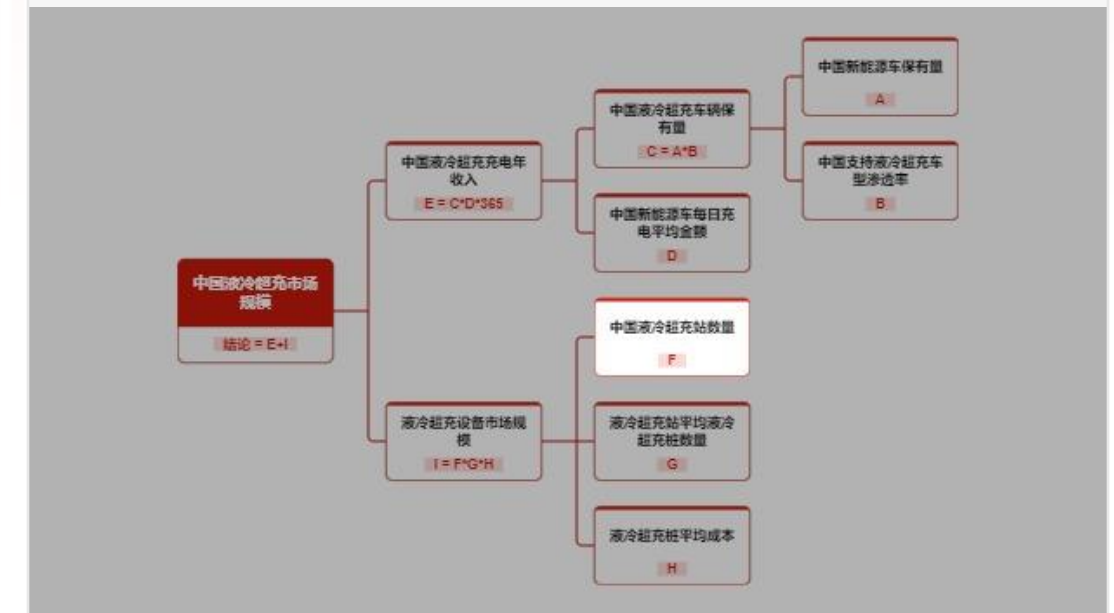 中国新能源车保有量
A
中国液冷超充车辆保
有量
C = A*B
中国液冷超充充电年
收入
E = C*D*365
中国支持液冷超充车
型渗透率
B
中国新能源车每日充
电平均金额
D
中国液冷超充市场
规模
结论 = E+I
中国液冷超充站数量
F
液冷超充设备市场规
模
I = F*G*H
液冷超充站平均液冷
超充桩数量
G
液冷超充桩平均成本
H